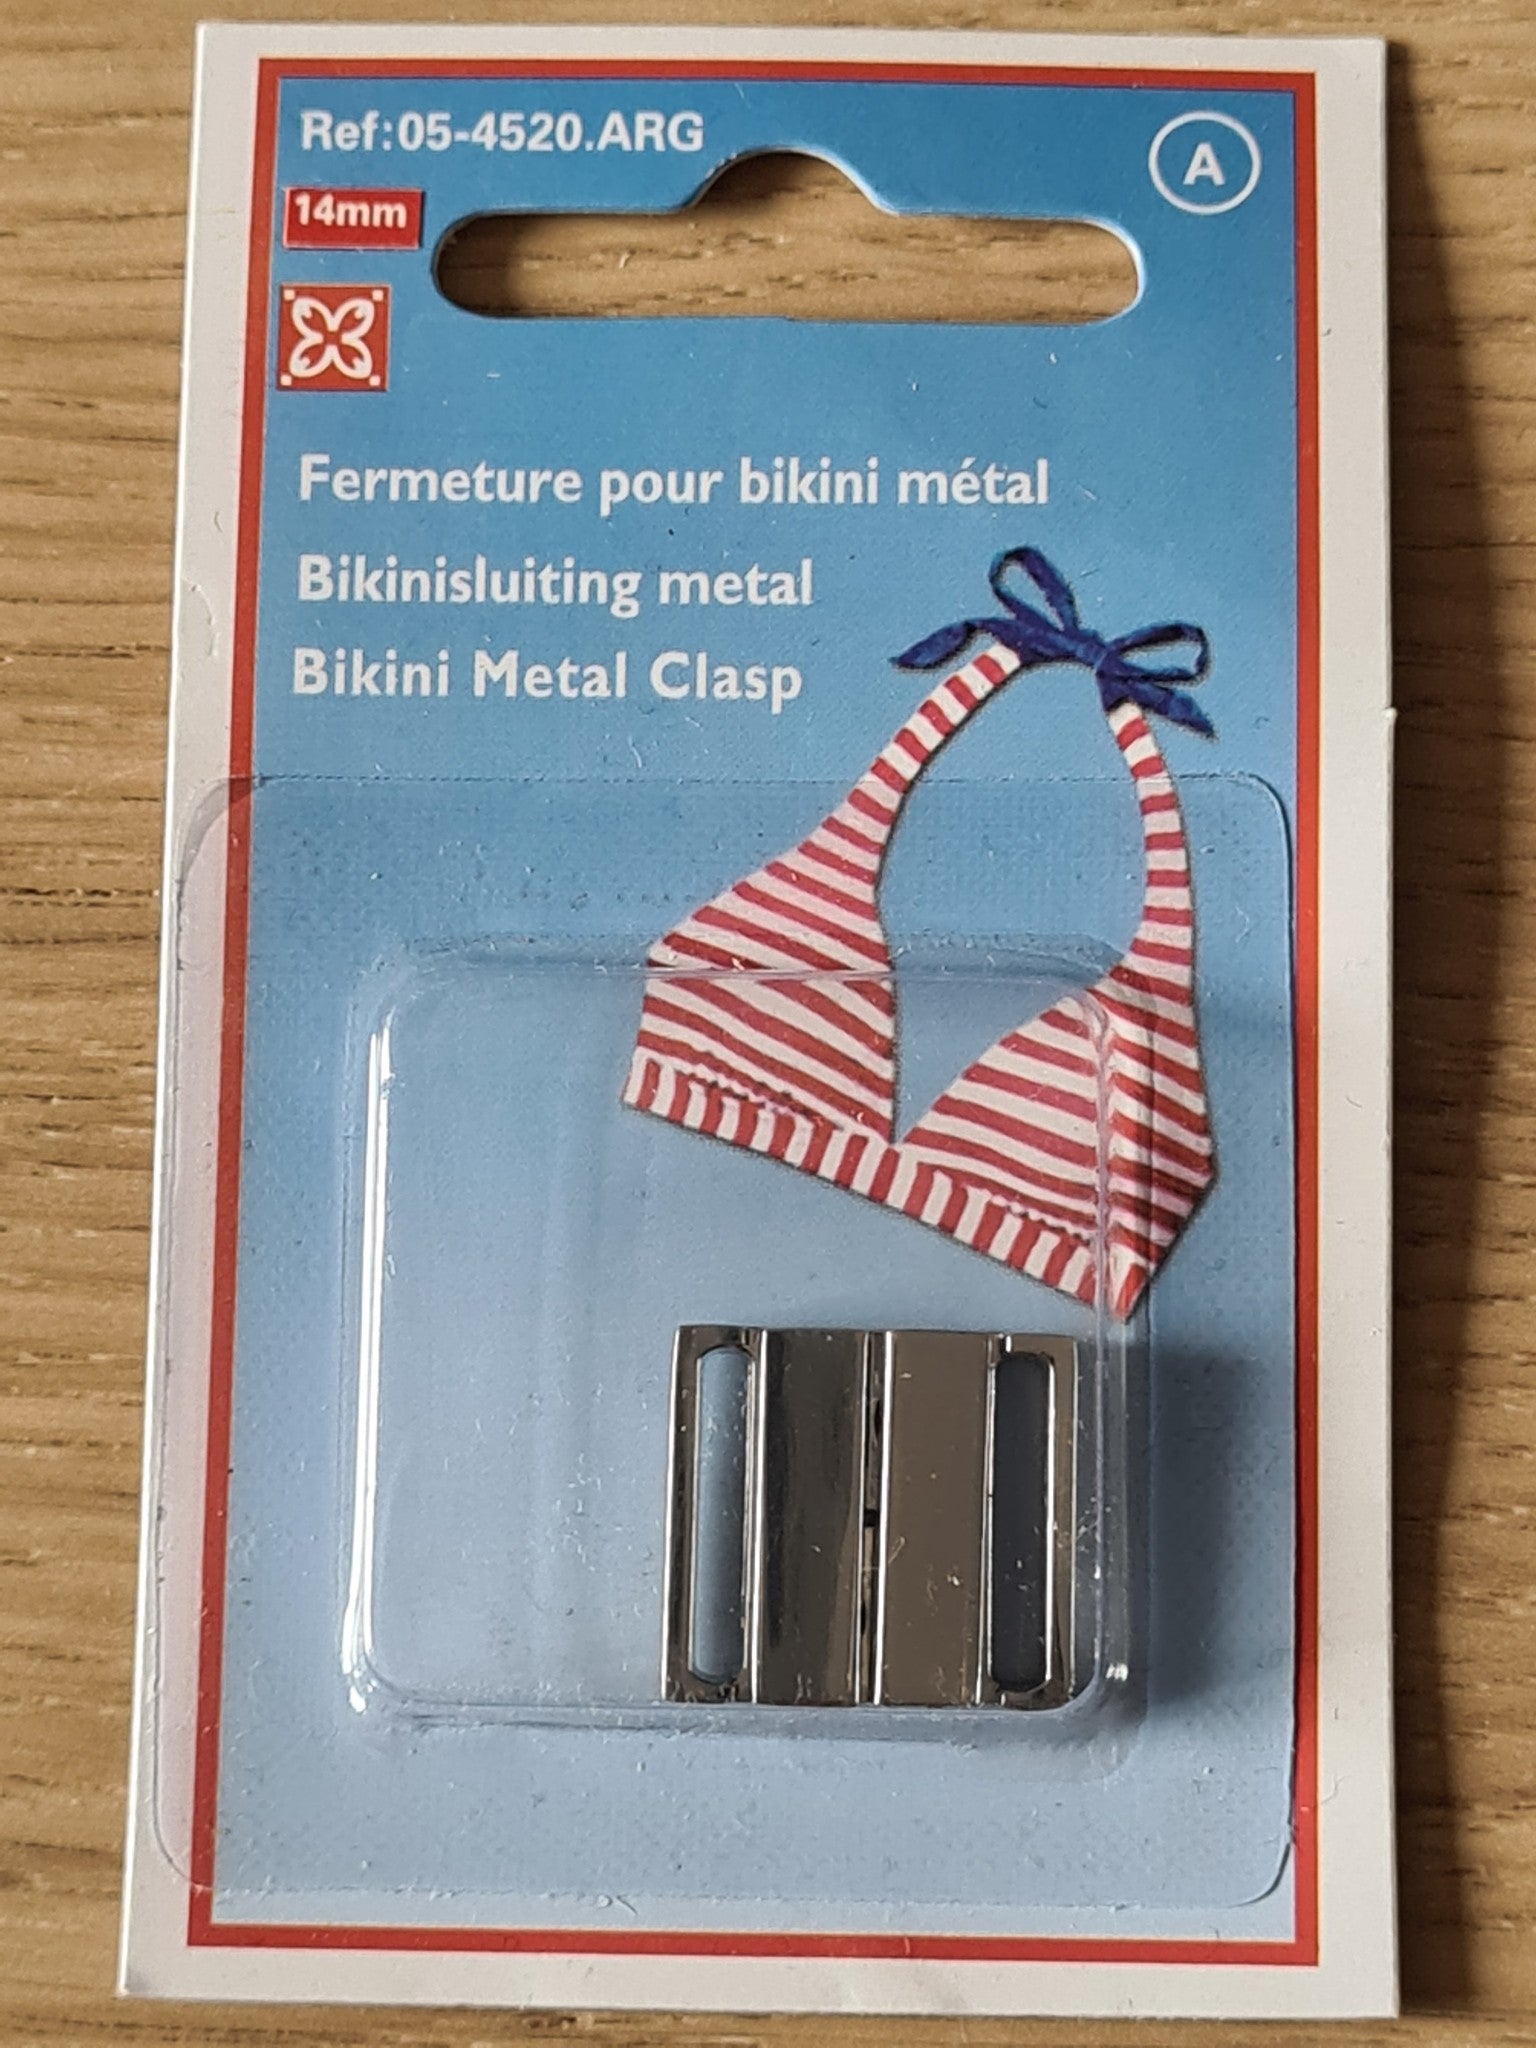 Ref:05-4520.ARG
A
14mm
Fermeture pour bikini métal
Bikinisluiting metal
Bikini Metal Clasp